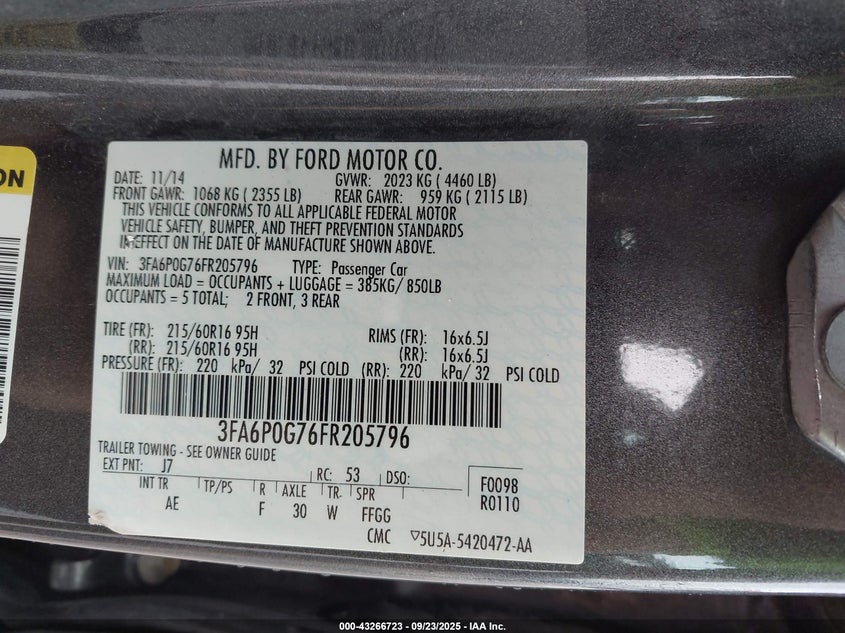 ON
MFD. BY FORD MOTOR CO.
DATE: 11/14 GVWR: 2023 KG ( 4460 LB)
FRONT GAWR: 1068 KG ( 2355 LB) REAR GAWR: 959 KG ( 2115 LB)
THIS VEHICLE CONFORMS TO ALL APPLICABLE FEDERAL MOTOR
VEHICLE SAFETY, BUMPER, AND THEFT PREVENTION STANDARDS
IN EFFECT ON THE DATE OF MANUFACTURE SHOWN ABOVE.
VIN: 3FA6P0G76FR205796 TYPE: Passenger Car
MAXIMUM LOAD = OCCUPANTS + LUGGAGE = 385KG/ 850LB
OCCUPANTS = 5 TOTAL; 2 FRONT, 3 REAR
TIRE (FR): 215/60R16 95H RIMS (FR): 16x6.5J
(RR): 215/60R16 95H (RR): 16x6.5J
PRESSURE (FR): 220 kPa/ 32 PSI COLD (RR): 220 kPa/ 32 PSI COLD
3FA6P0G76FR205796
TRAILER TOWING - SEE OWNER GUIDE
EXT PNT: J7 RC: 53 DSO: F0098
INT TR TP/PS R AXLE TR SPR R0110
AE F 30 W FFGG
CMC ▽5U5A-5420472-AA
000-43266723 - 09/23/2025 - IAA Inc.